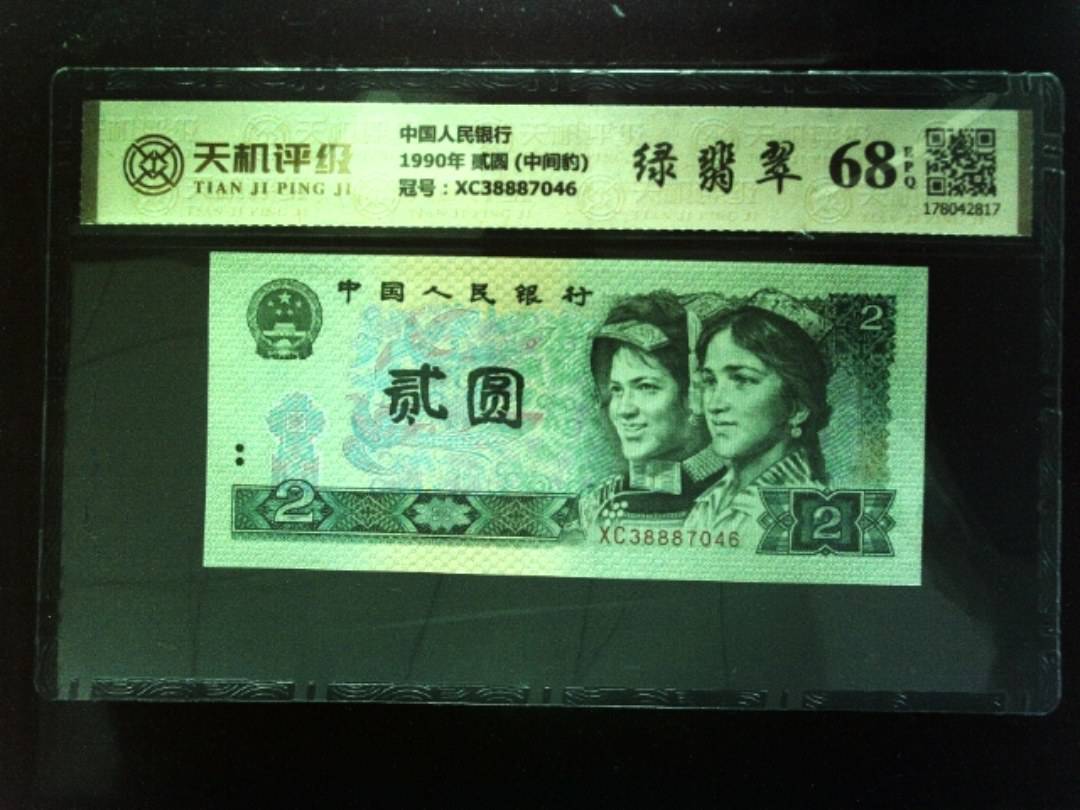 天机评级
TIAN JI PING JI
中国人民银行
1990年 贰圆 (中间豹)
冠号：XC38887046
绿翡翠
68
EPQ
178042817
中国人民银行
2
贰圆
2
XC38887046
2